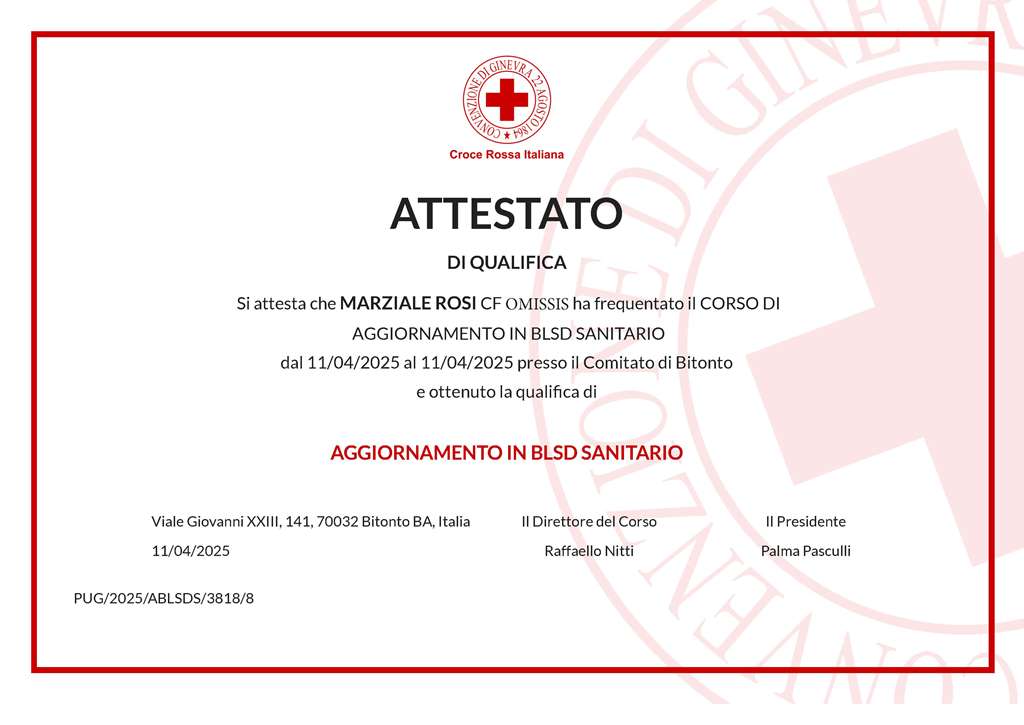 CONVENZIONE DI GINEVRA 22 AGOSTO 1864
Croce Rossa Italiana
ATTESTATO
DI QUALIFICA
Si attesta che MARZIALE ROSI CF OMISSIS ha frequentato il CORSO DI
AGGIORNAMENTO IN BLSD SANITARIO
dal 11/04/2025 al 11/04/2025 presso il Comitato di Bitonto
e ottenuto la qualifica di
AGGIORNAMENTO IN BLSD SANITARIO
Viale Giovanni XXIII, 141, 70032 Bitonto BA, Italia
11/04/2025
Il Direttore del Corso
Raffaello Nitti
Il Presidente
Palma Pasculli
PUG/2025/ABLSDS/3818/8
CONVENZIONE DI GINEVR